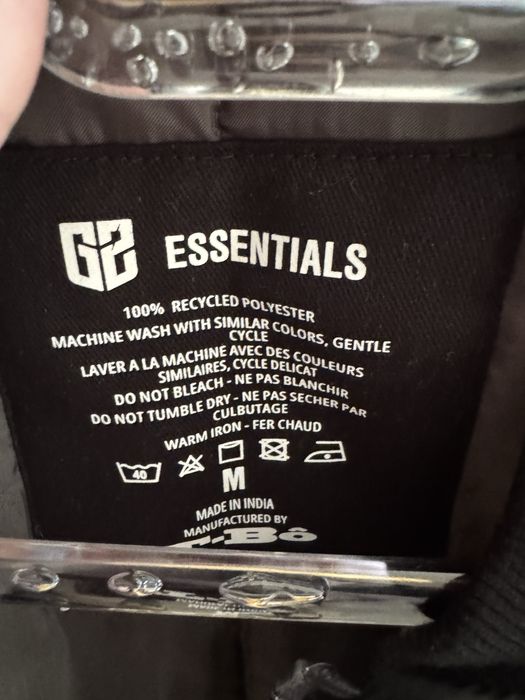 G2 ESSENTIALS
100% RECYCLED POLYESTER
MACHINE WASH WITH SIMILAR COLORS, GENTLE
CYCLE
LAVER A LA MACHINE AVEC DES COULEURS
SIMILAIRES, CYCLE DELICAT
DO NOT BLEACH - NE PAS BLANCHIR
DO NOT TUMBLE DRY - NE PAS SECHER PAR
CULBUTAGE
WARM IRON - FER CHAUD
40
M
MADE IN INDIA
MANUFACTURED BY
T-Bô